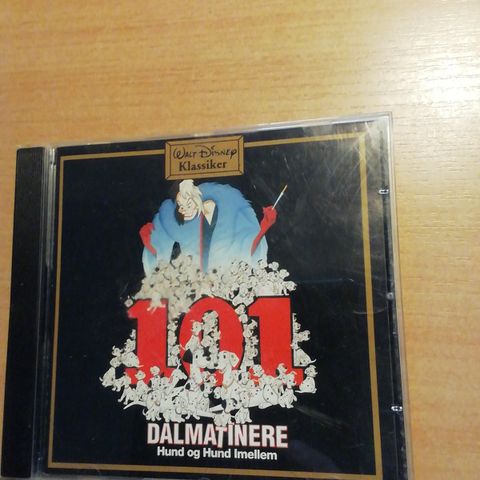 Walt Disney
Klassiker
101
DALMATINERE
Hund og Hund Imellem